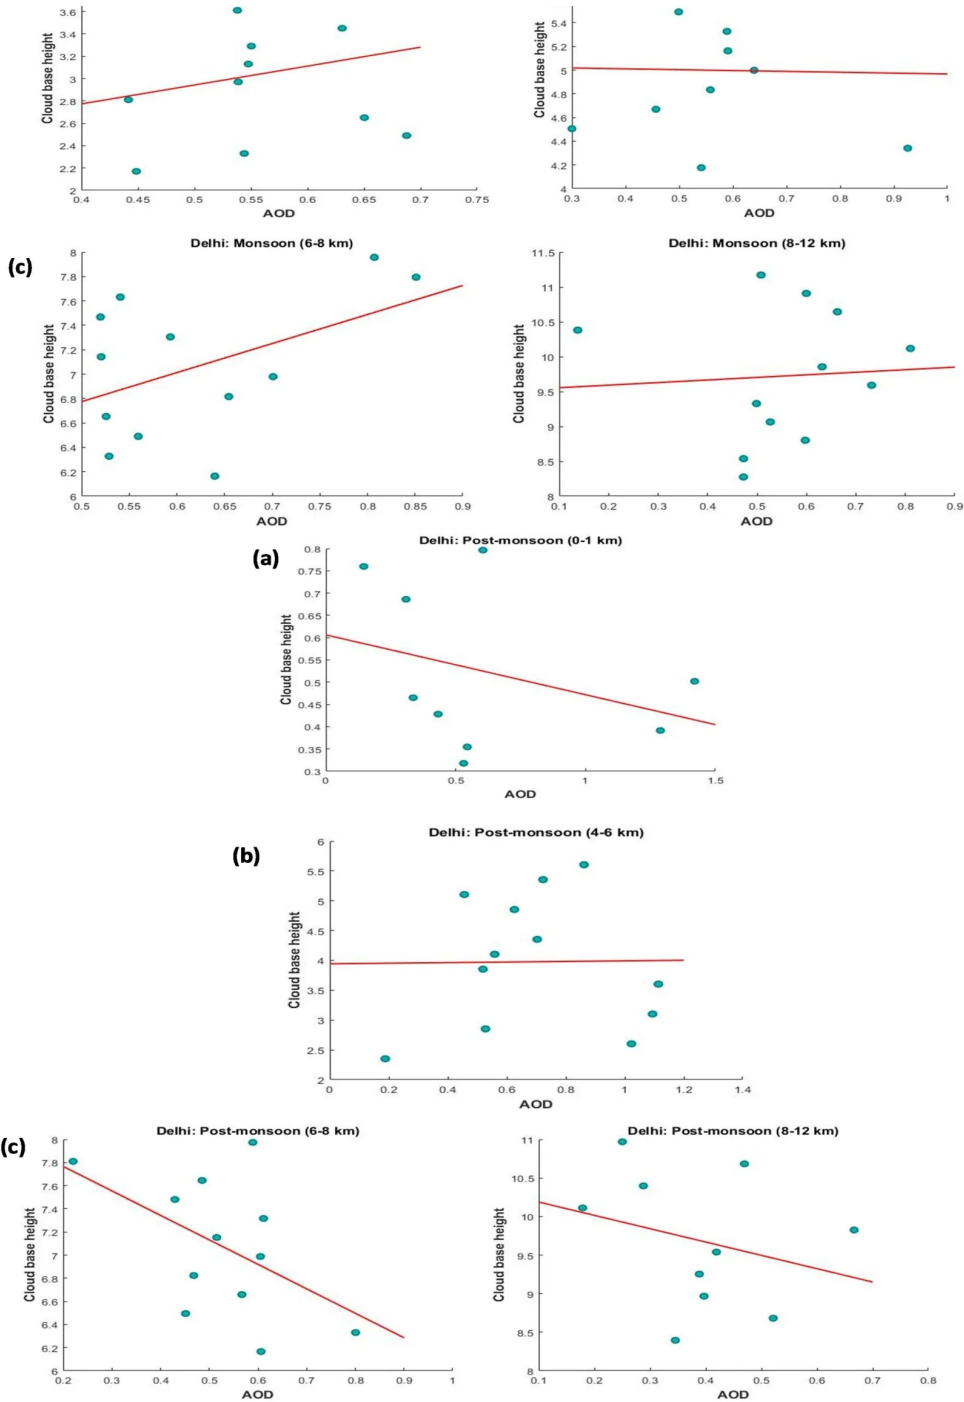 3.6
3.4
3.2
3
2.8
2.6
2.4
2.2
2
Cloud base height
0.4 0.45 0.5 0.55 0.6 0.65 0.7 0.75
AOD
5.4
5.2
5
4.8
4.6
4.4
4.2
4
Cloud base height
0.3 0.4 0.5 0.6 0.7 0.8 0.9 1
AOD
(c)
Delhi: Monsoon (6-8 km)
8
7.8
7.6
7.4
7.2
7
6.8
6.6
6.4
6.2
6
Cloud base height
0.5 0.55 0.6 0.65 0.7 0.75 0.8 0.85 0.9
AOD
Delhi: Monsoon (8-12 km)
11.5
11
10.5
10
9.5
9
8.5
8
Cloud base height
0.1 0.2 0.3 0.4 0.5 0.6 0.7 0.8 0.9
AOD
(a)
Delhi: Post-monsoon (0-1 km)
0.8
0.75
0.7
0.65
0.6
0.55
0.5
0.45
0.4
0.35
0.3
Cloud base height
0 0.5 1 1.5
AOD
(b)
Delhi: Post-monsoon (4-6 km)
6
5.5
5
4.5
4
3.5
3
2.5
2
Cloud base height
0 0.2 0.4 0.6 0.8 1 1.2 1.4
AOD
(c)
Delhi: Post-monsoon (6-8 km)
8
7.8
7.6
7.4
7.2
7
6.8
6.6
6.4
6.2
6
Cloud base height
0.2 0.3 0.4 0.5 0.6 0.7 0.8 0.9 1
AOD
Delhi: Post-monsoon (8-12 km)
11
10.5
10
9.5
9
8.5
8
Cloud base height
0.1 0.2 0.3 0.4 0.5 0.6 0.7 0.8
AOD